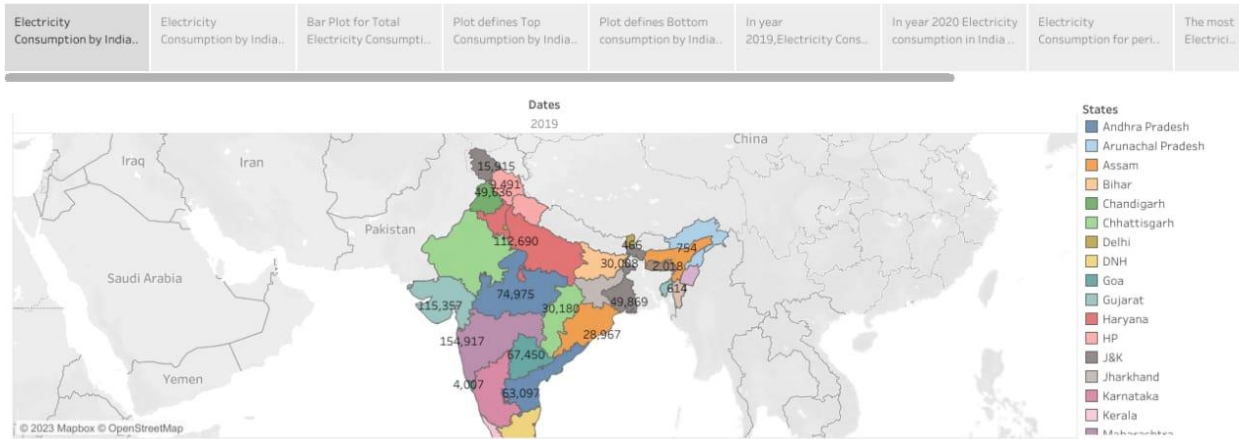 Electricity
Consumption by India..
Electricity
Consumption by India..
Bar Plot for Total
Electricity Consumpti..
Plot defines Top
Consumption by India..
Plot defines Bottom
consumption by India..
In year
2019,Electricity Cons..
In year 2020 Electricity
consumption in India ..
Electricity
Consumption for peri..
The most
Electrici..
Dates
2019
States
Andhra Pradesh
Arunachal Pradesh
Assam
Bihar
Chandigarh
Chhattisgarh
Delhi
DNH
Goa
Gujarat
Haryana
HP
J&K
Jharkhand
Karnataka
Kerala
Maharashtra
China
Iraq
Iran
15,915
9,491
49,636
Pakistan
112,690
466
754
30,008
2,018
Saudi Arabia
614
115,357
74,975
30,180
49,869
28,967
154,917
67,450
Yemen
4,007
63,097
© 2023 Mapbox © OpenStreetMap